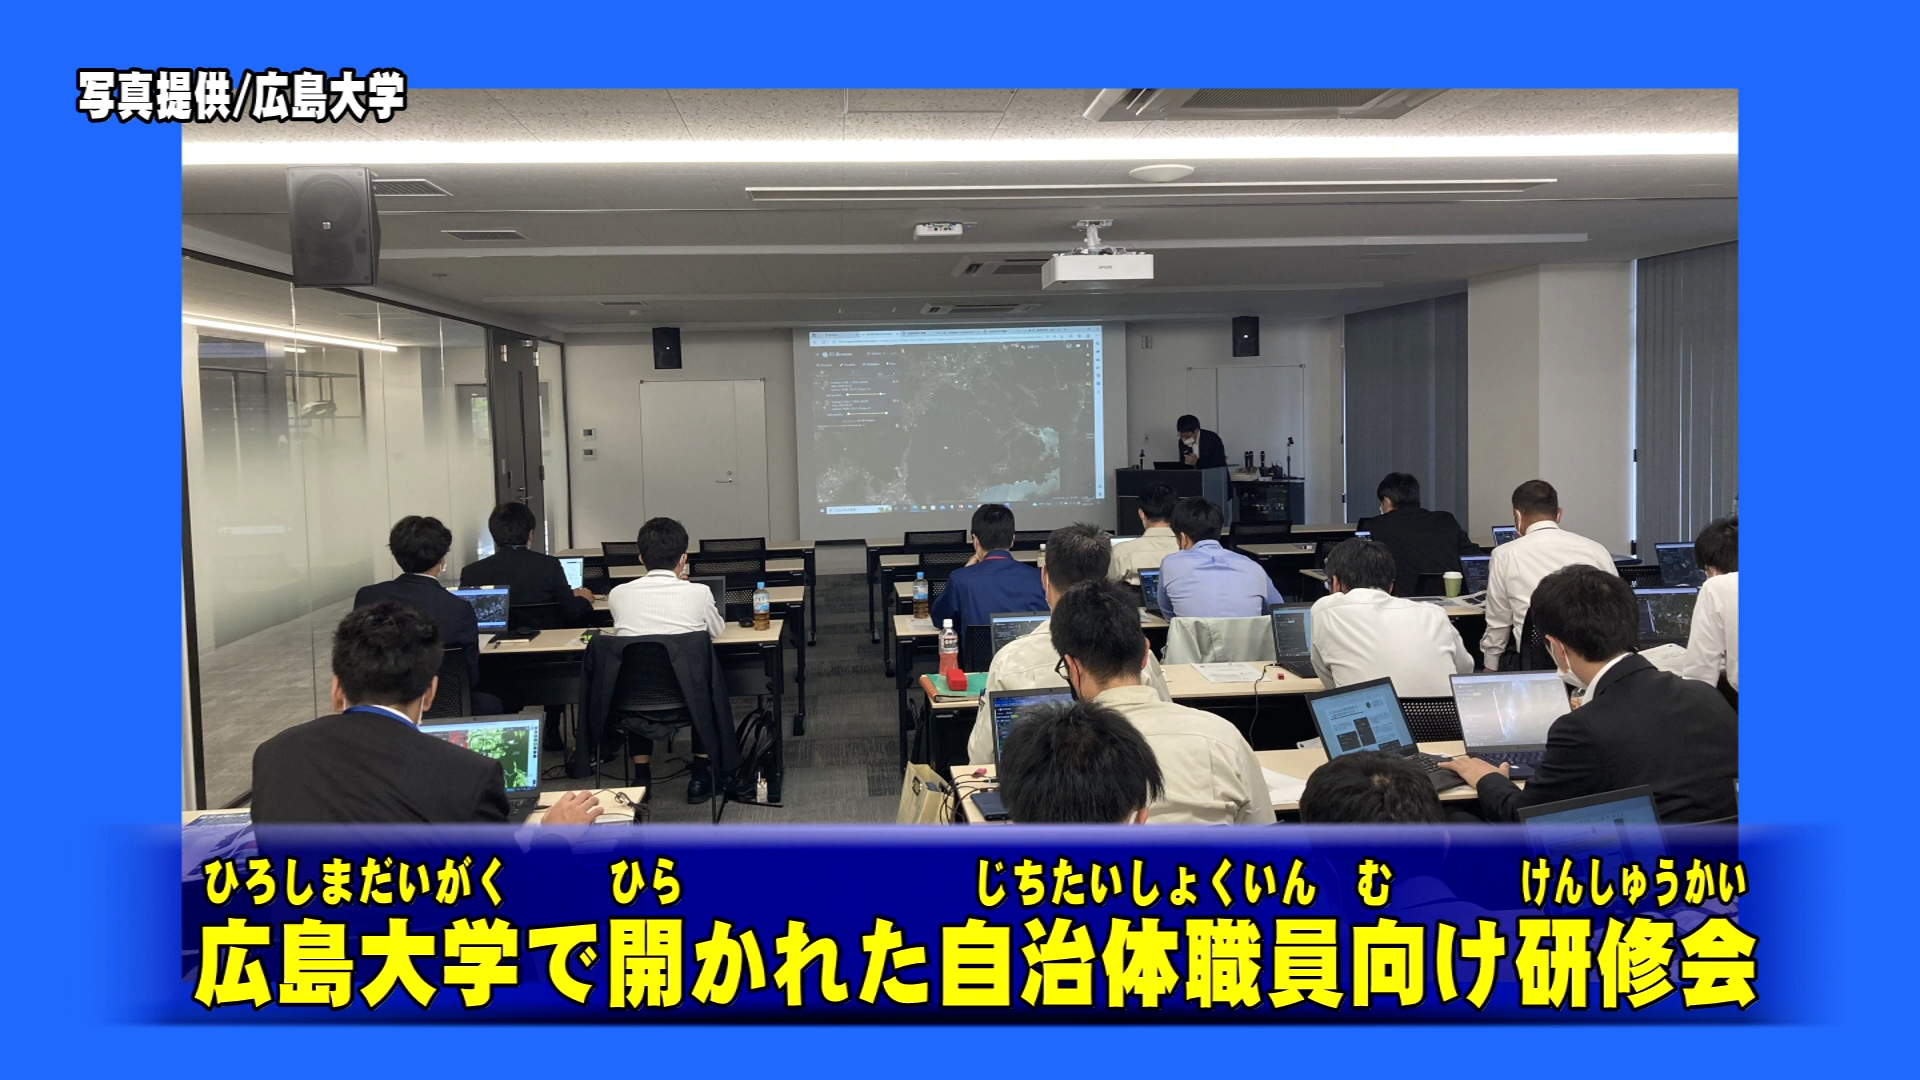 写真提供/広島大学
ひろしまだいがく ひら じちたいしょくいん む けんしゅうかい
広島大学で開かれた自治体職員向け研修会